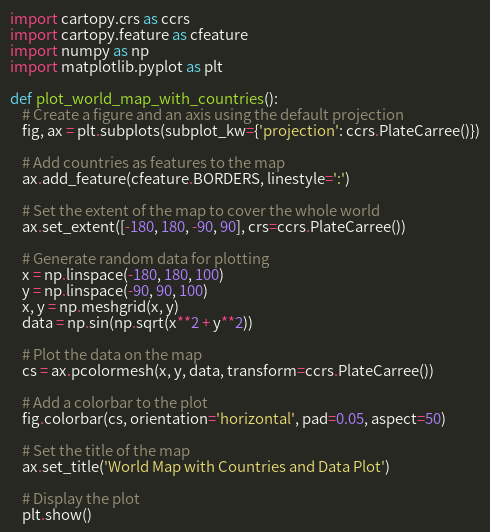 import cartopy.crs as ccrs
import cartopy.feature as cfeature
import numpy as np
import matplotlib.pyplot as plt

def plot_world_map_with_countries():
    # Create a figure and an axis using the default projection
    fig, ax = plt.subplots(subplot_kw={'projection': ccrs.PlateCarree()})

    # Add countries as features to the map
    ax.add_feature(cfeature.BORDERS, linestyle=':')

    # Set the extent of the map to cover the whole world
    ax.set_extent([-180, 180, -90, 90], crs=ccrs.PlateCarree())

    # Generate random data for plotting
    x = np.linspace(-180, 180, 100)
    y = np.linspace(-90, 90, 100)
    x, y = np.meshgrid(x, y)
    data = np.sin(np.sqrt(x**2 + y**2))

    # Plot the data on the map
    cs = ax.pcolormesh(x, y, data, transform=ccrs.PlateCarree())

    # Add a colorbar to the plot
    fig.colorbar(cs, orientation='horizontal', pad=0.05, aspect=50)

    # Set the title of the map
    ax.set_title('World Map with Countries and Data Plot')

    # Display the plot
    plt.show()